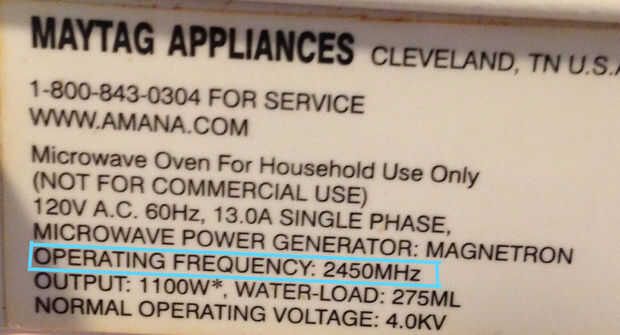 MAYTAG APPLIANCES CLEVELAND, TN U.S.A
1-800-843-0304 FOR SERVICE
WWW.AMANA.COM
Microwave Oven For Household Use Only
(NOT FOR COMMERCIAL USE)
120V A.C. 60Hz, 13.0A SINGLE PHASE,
MICROWAVE POWER GENERATOR: MAGNETRON
OPERATING FREQUENCY: 2450MHz
OUTPUT: 1100W*, WATER-LOAD: 275ML
NORMAL OPERATING VOLTAGE: 4.0KV